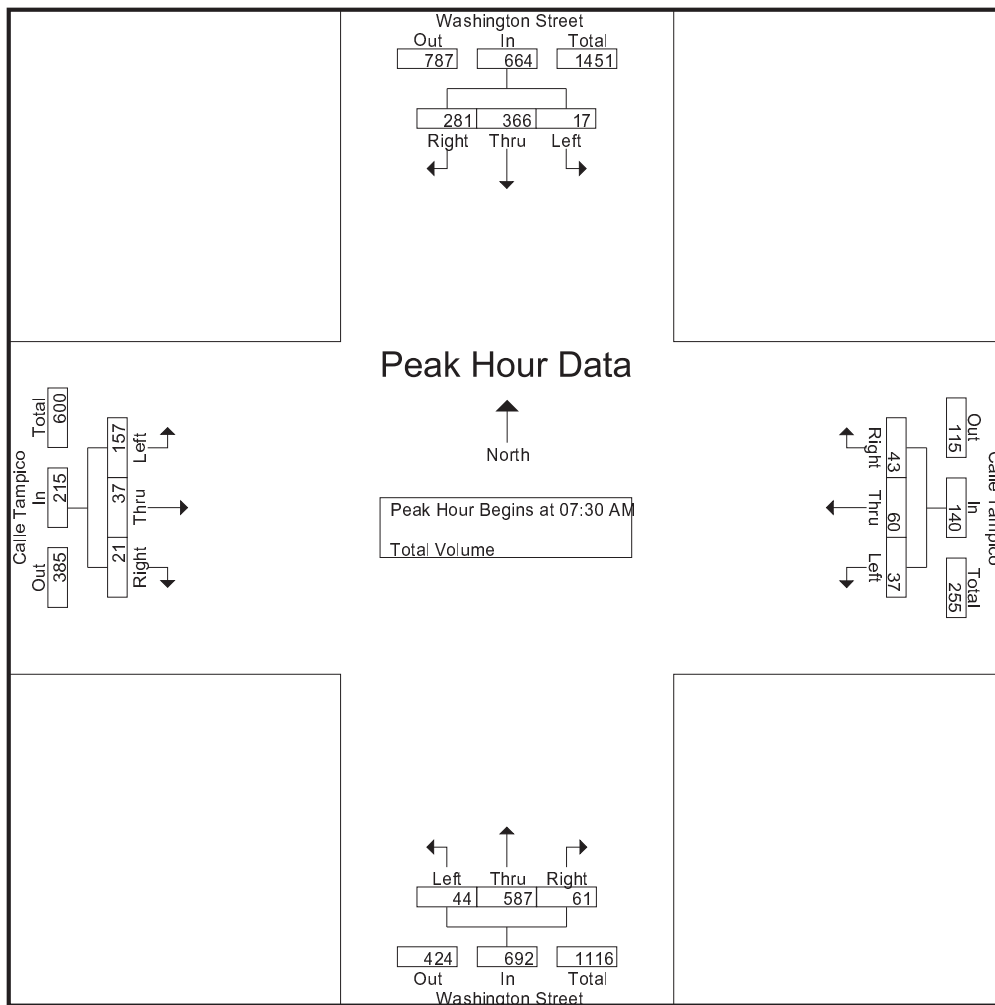 Washington Street
Out In Total
787 664 1451
281 366 17
Right Thru Left
Peak Hour Data
North
Peak Hour Begins at 07:30 AM
Total Volume
Calle Tampico
Out In Total
385 215 600
157 37 21
Left Thru Right
Calle Tampico
Out In Total
115 140 255
43 60 37
Right Thru Left
Left Thru Right
44 587 61
424 692 1116
Out In Total
Washington Street